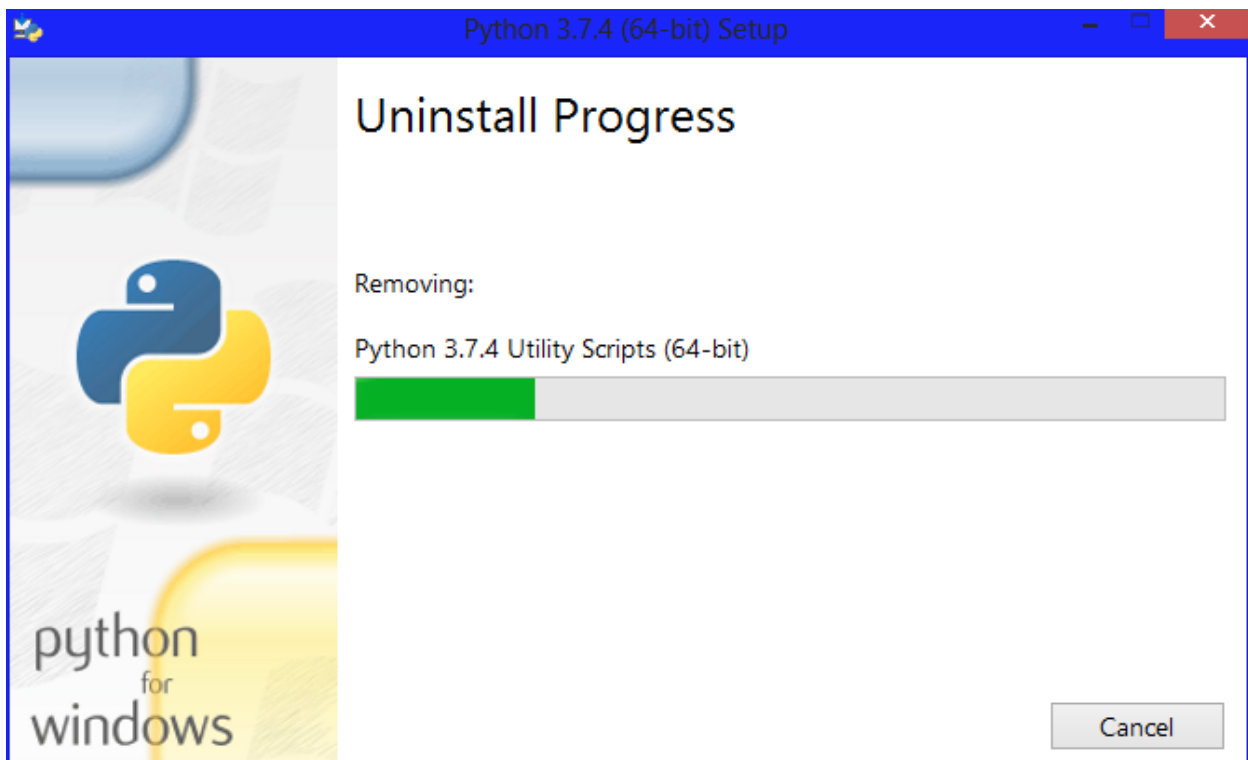 Python 3.7.4 (64-bit) Setup
Uninstall Progress
Removing:
Python 3.7.4 Utility Scripts (64-bit)
python
for
windows
Cancel